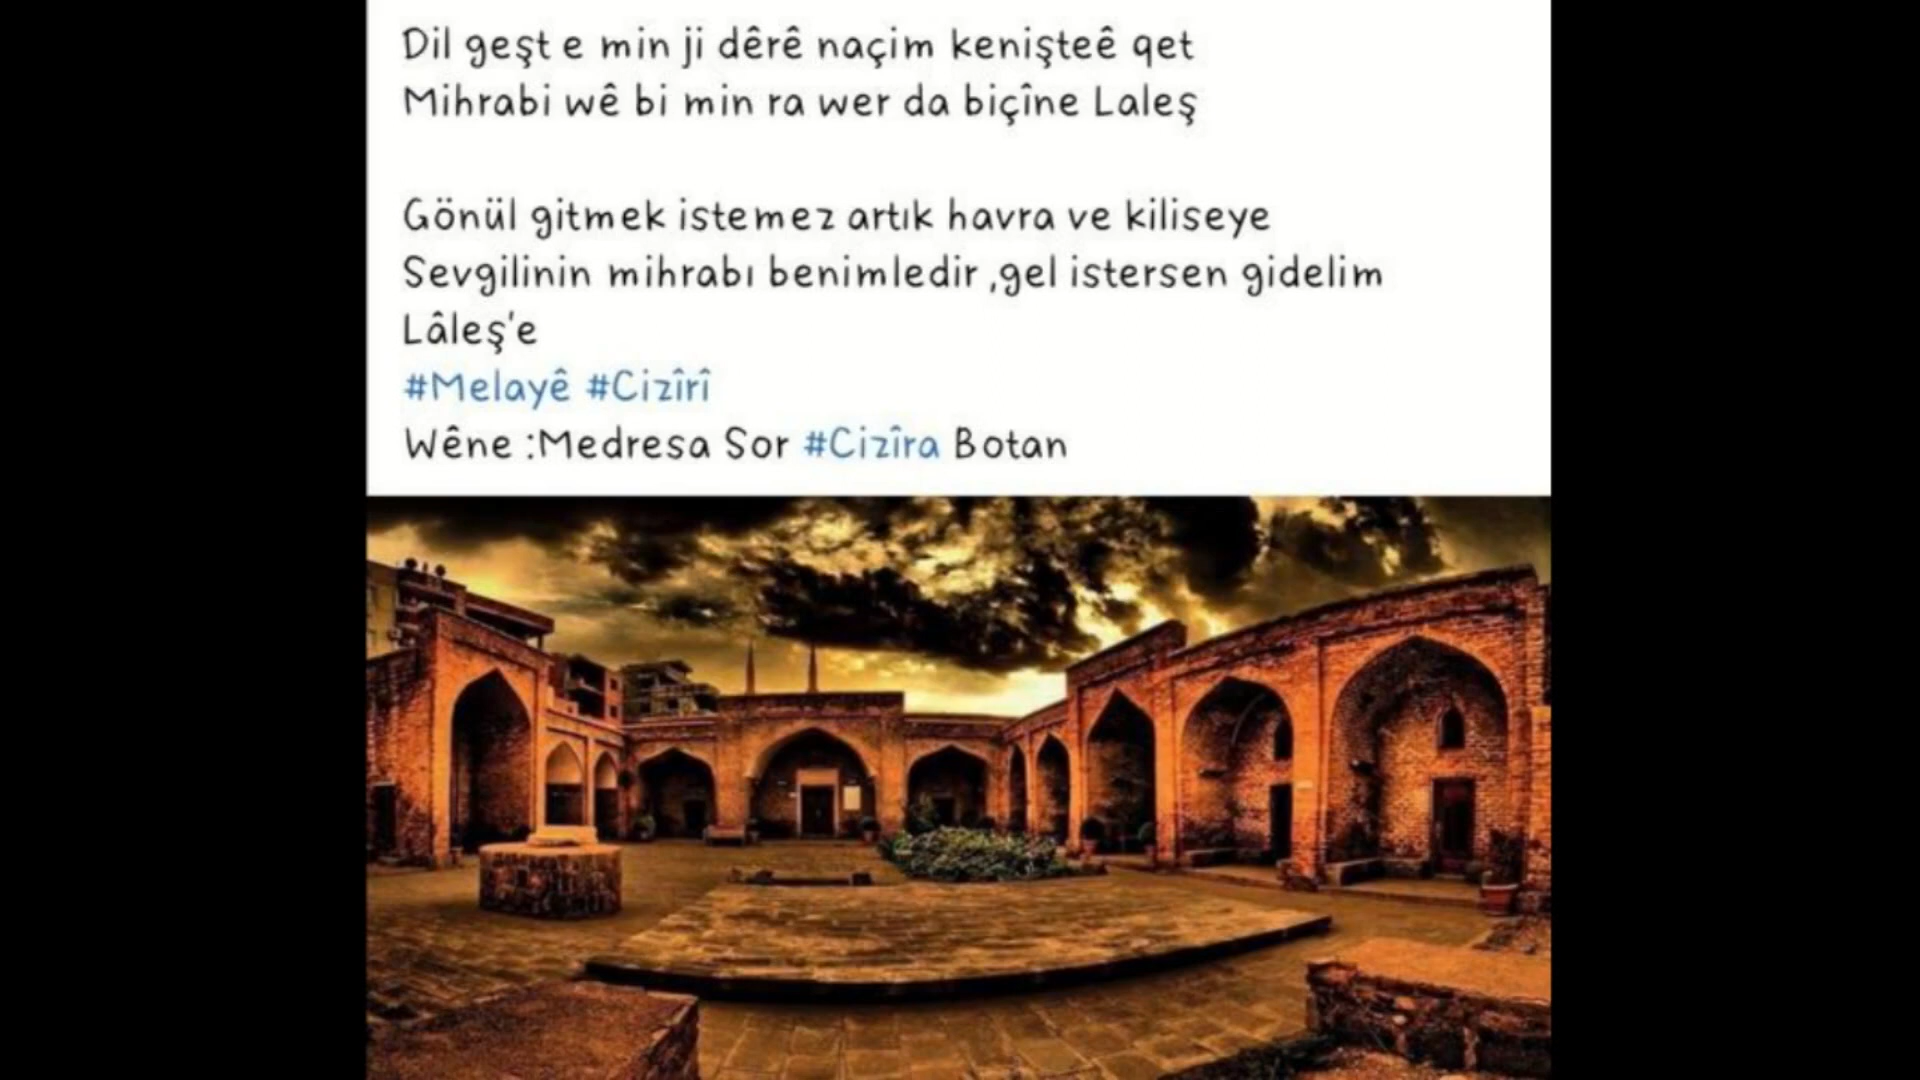 Dil geşt e min ji dêrê naçim kenişteê qet
Mihrabi wê bi min ra wer da biçîne Laleş
Gönül gitmek istemez artık havra ve kiliseye
Sevgilinin mihrabı benimledir ,gel istersen gidelim
Lâleş'e
#Melayê #Cizîrî
Wêne :Medresa Sor #Cizîra Botan